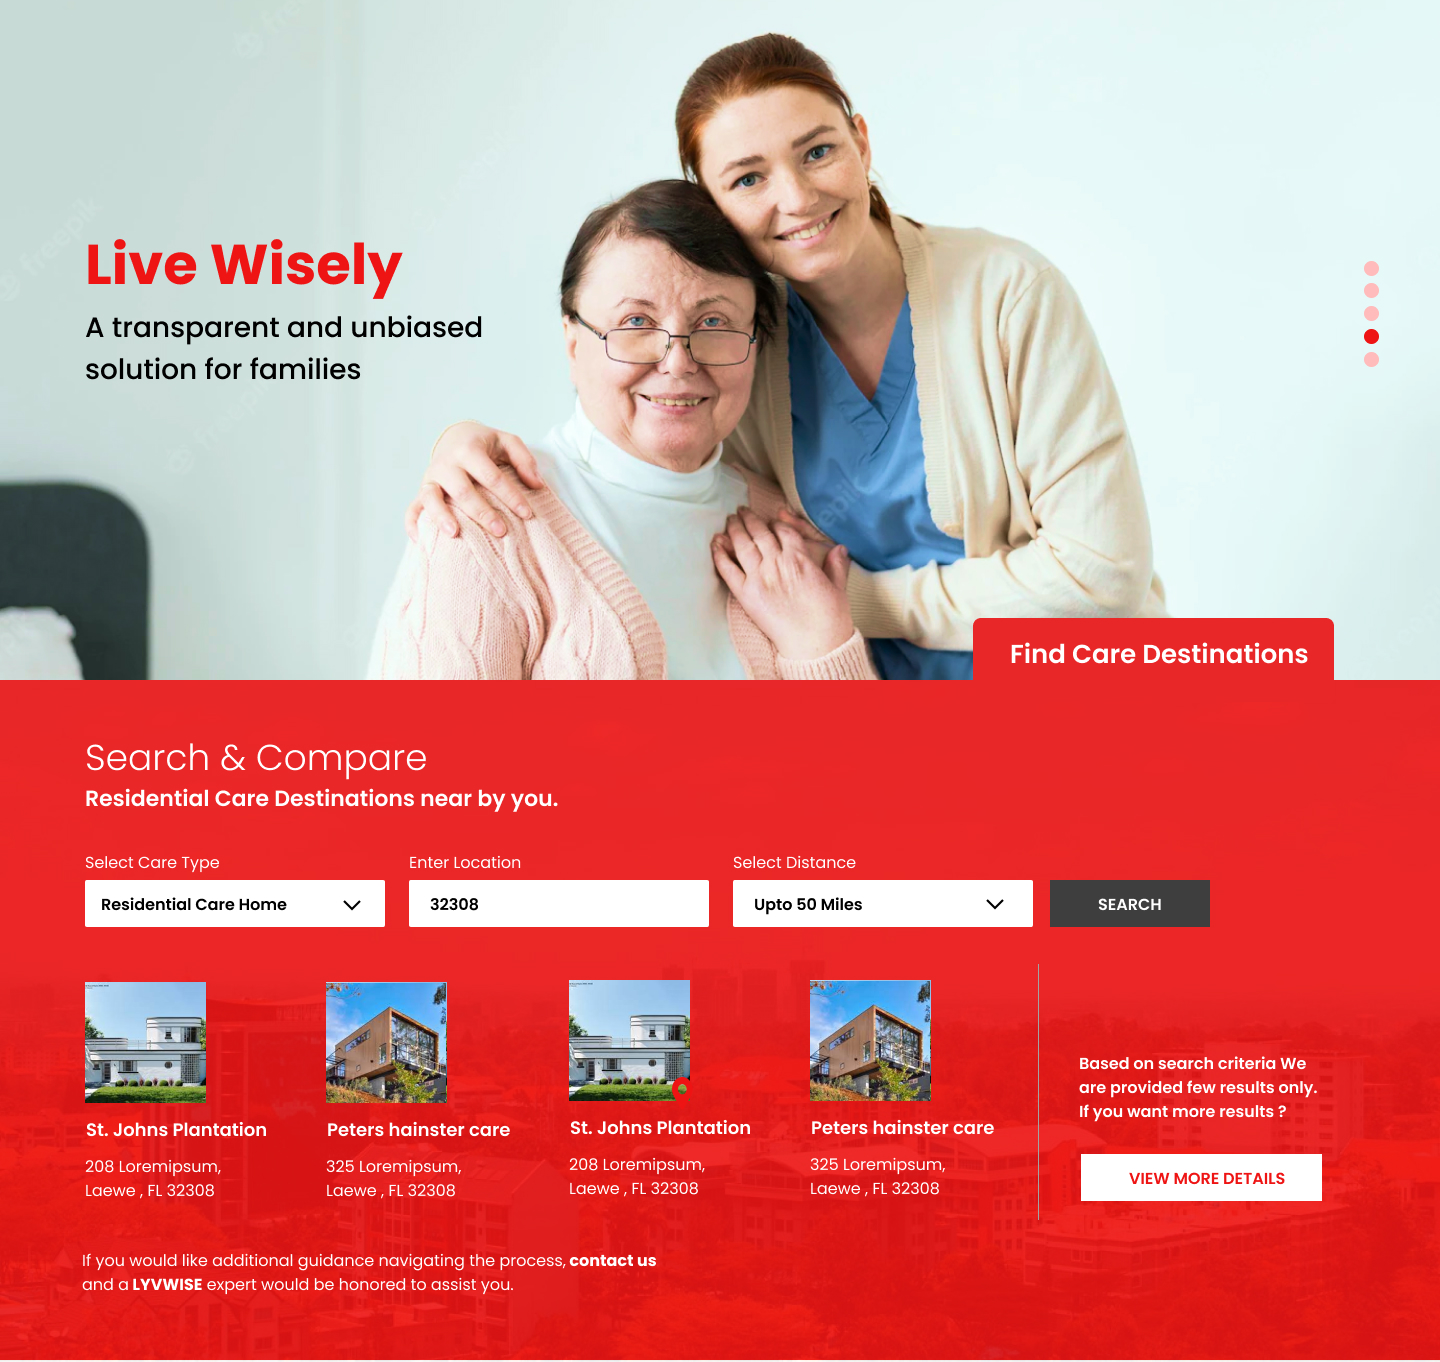 Live Wisely
A transparent and unbiased
solution for families
Find Care Destinations
Search & Compare
Residential Care Destinations near by you.
Select Care Type
Enter Location
Select Distance
Residential Care Home
32308
Upto 50 Miles
SEARCH
St. Johns Plantation
208 Loremipsum,
Laewe , FL 32308
Peters hainster care
325 Loremipsum,
Laewe , FL 32308
St. Johns Plantation
208 Loremipsum,
Laewe , FL 32308
Peters hainster care
325 Loremipsum,
Laewe , FL 32308
Based on search criteria We
are provided few results only.
If you want more results ?
VIEW MORE DETAILS
If you would like additional guidance navigating the process, contact us
and a LYVWISE expert would be honored to assist you.
freepik